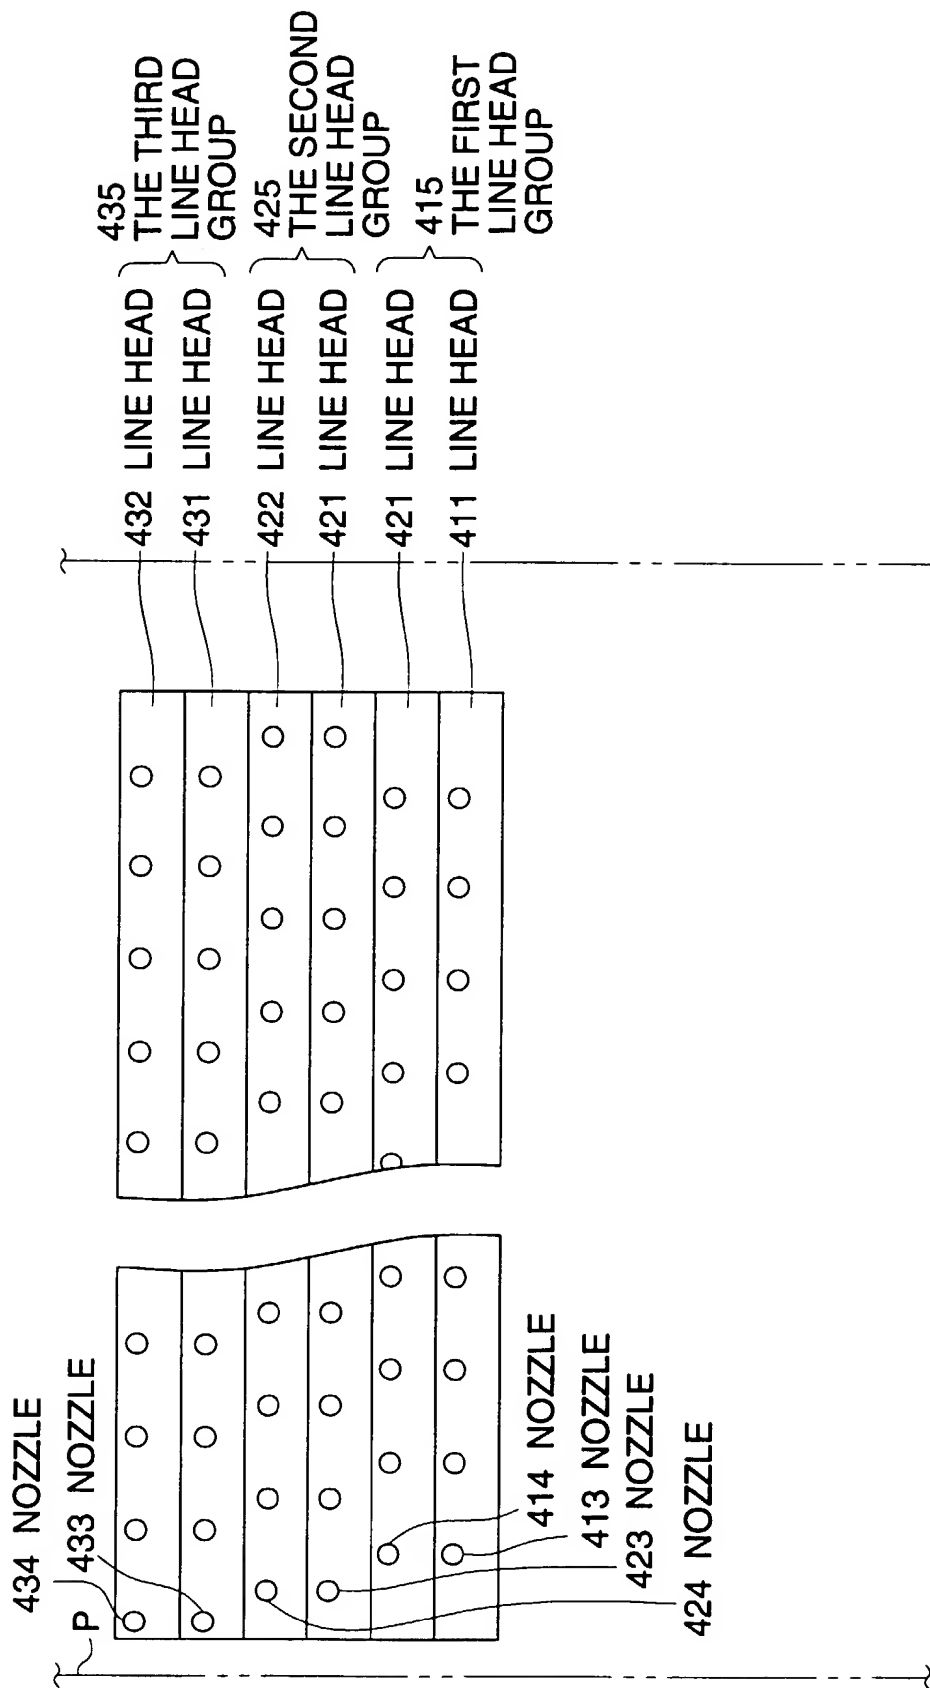 435
THE THIRD
LINE HEAD
GROUP
425
THE SECOND
LINE HEAD
GROUP
415
THE FIRST
LINE HEAD
GROUP
432 LINE HEAD
431 LINE HEAD
422 LINE HEAD
421 LINE HEAD
421 LINE HEAD
411 LINE HEAD
434 NOZZLE
P
433 NOZZLE
414 NOZZLE
413 NOZZLE
423 NOZZLE
424 NOZZLE